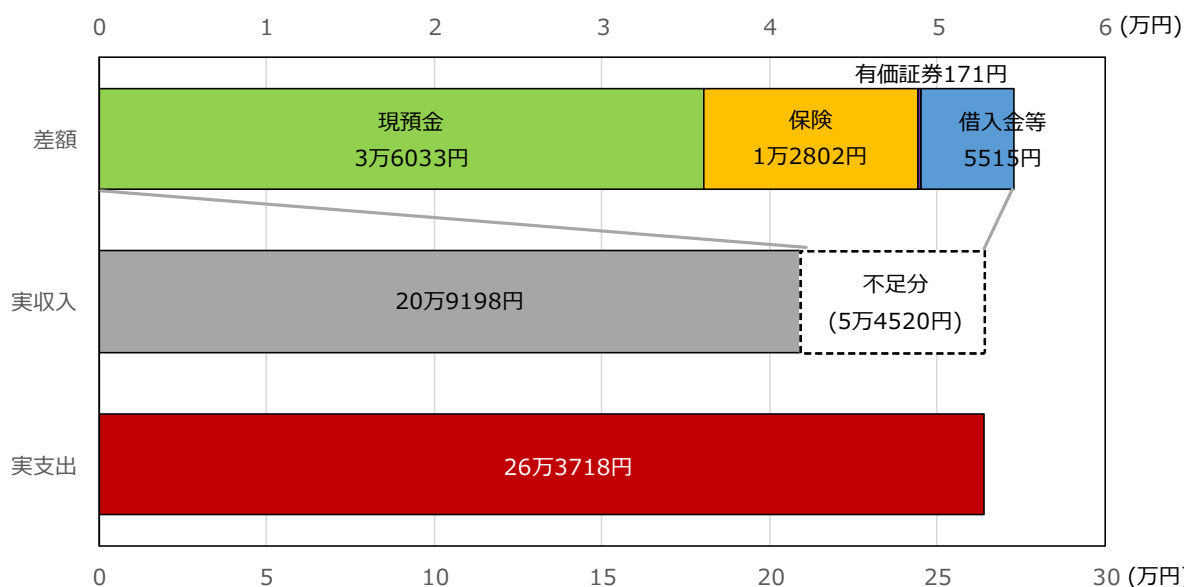 0 1 2 3 4 5 6 (万円)
有価証券171円
差額
現預金
3万6033円
保険
1万2802円
借入金等
5515円
実収入
20万9198円
不足分
(5万4520円)
実支出
26万3718円
0 5 10 15 20 25 30 (万円)